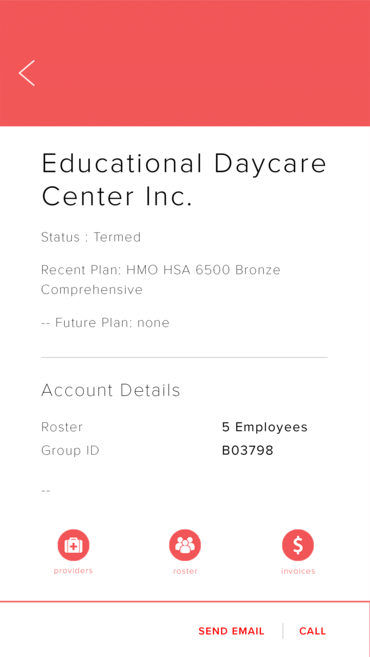 Educational Daycare
Center Inc.
Status : Termed
Recent Plan: HMO HSA 6500 Bronze
Comprehensive
-- Future Plan: none
Account Details
Roster 5 Employees
Group ID B03798
--
providers roster invoices
SEND EMAIL CALL